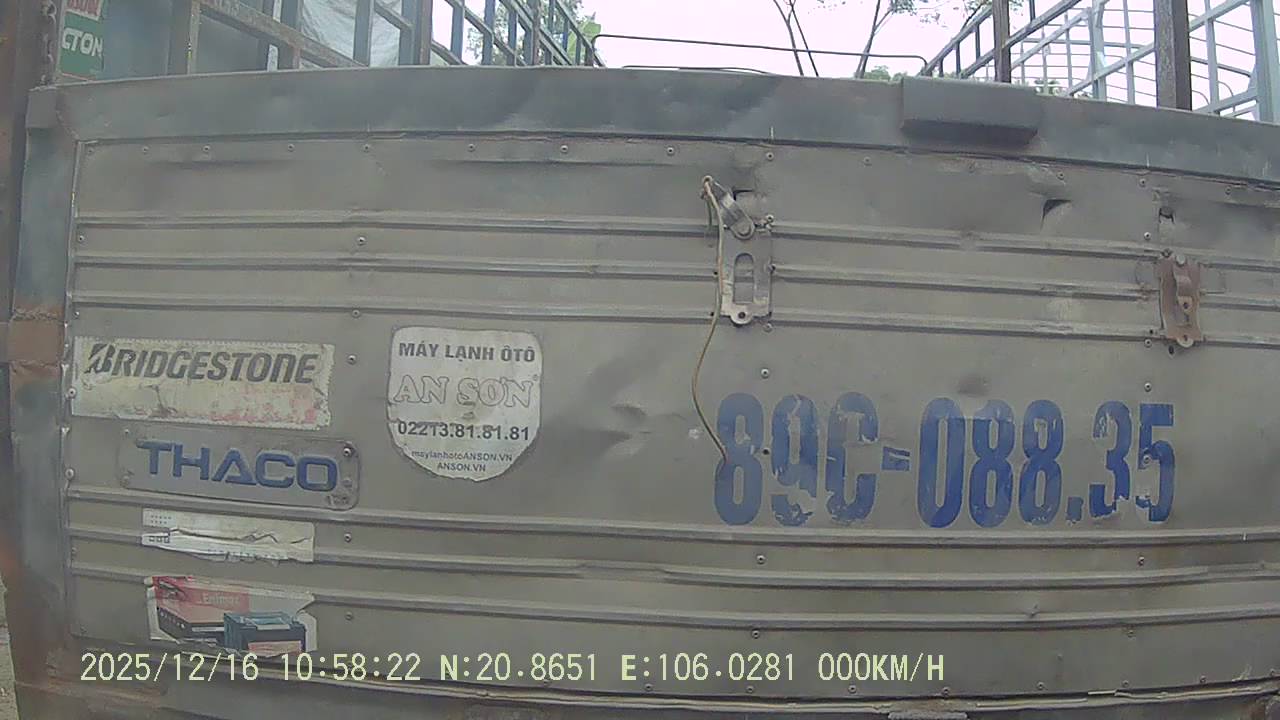 CTON
BRIDGESTONE
MÁY LẠNH ÔTÔ
AN SƠN
02213.81.81.81
maylanhotoANSON.VN
ANSON.VN
THACO
89C-088.35
Enimac
2025/12/16 10:58:22 N:20.8651 E:106.0281 000KM/H